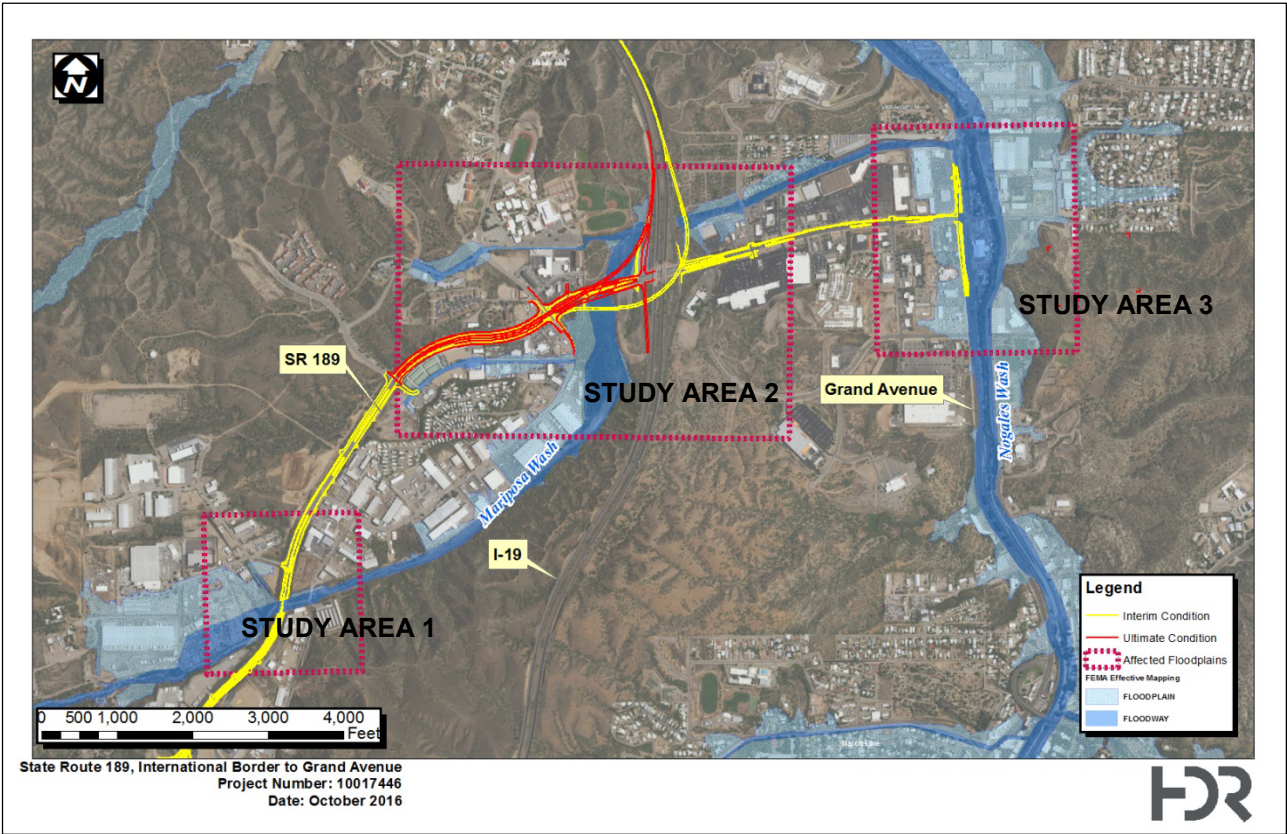 N
SR 189
STUDY AREA 3
STUDY AREA 2
Grand Avenue
Nogales Wash
Mariposa Wash
I-19
STUDY AREA 1
Legend
Interim Condition
Ultimate Condition
Affected Floodplains
FEMA Effective Mapping
FLOODPLAIN
FLOODWAY
0 500 1,000 2,000 3,000 4,000
Feet
Match Line
State Route 189, International Border to Grand Avenue
Project Number: 10017446
Date: October 2016
HDR